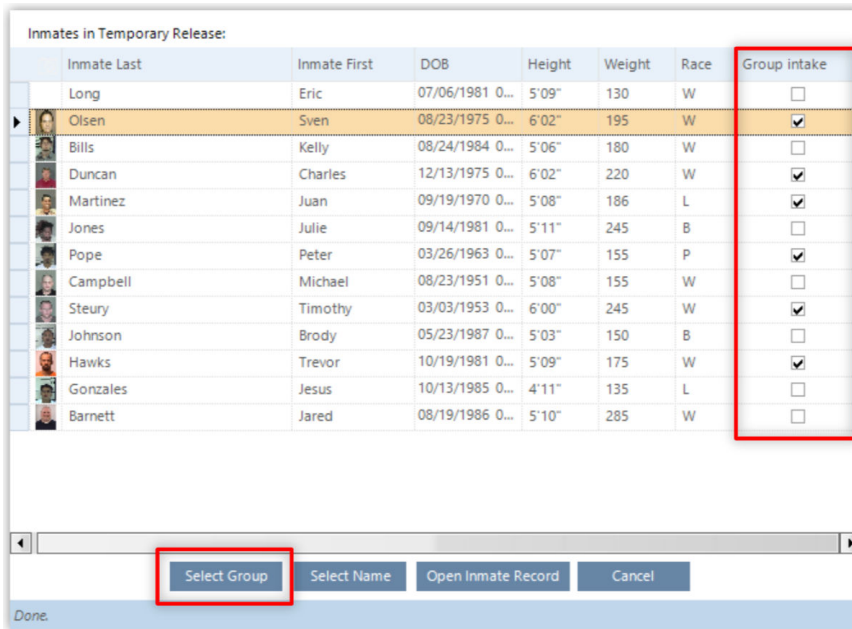 Inmates in Temporary Release:
Inmate Last Inmate First DOB Height Weight Race Group intake
Long Eric 07/06/1981 0... 5'09" 130 W
Olsen Sven 08/23/1975 0... 6'02" 195 W
Bills Kelly 08/24/1984 0... 5'06" 180 W
Duncan Charles 12/13/1975 0... 6'02" 220 W
Martinez Juan 09/19/1970 0... 5'08" 186 L
Jones Julie 09/14/1981 0... 5'11" 245 B
Pope Peter 03/26/1963 0... 5'07" 155 P
Campbell Michael 08/23/1951 0... 5'08" 155 W
Steury Timothy 03/03/1953 0... 6'00" 245 W
Johnson Brody 05/23/1987 0... 5'03" 150 B
Hawks Trevor 10/19/1981 0... 5'09" 175 W
Gonzales Jesus 10/13/1985 0... 4'11" 135 L
Barnett Jared 08/19/1986 0... 5'10" 285 W
Select Group Select Name Open Inmate Record Cancel
Done.